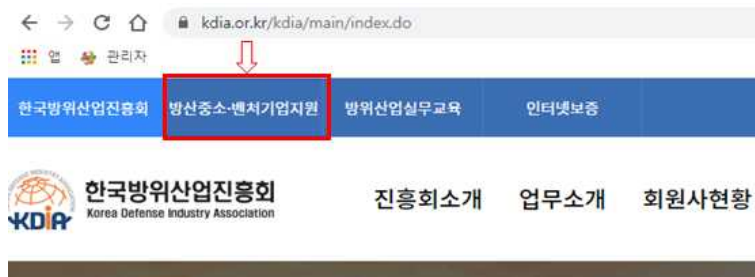 kdia.or.kr/kdia/main/index.do
앱 관리자
한국방위산업진흥회 방산중소·벤처기업지원 방위산업실무교육 인터넷보증
KDIA 한국방위산업진흥회 진흥회소개 업무소개 회원사현황
Korea Defense Industry Association